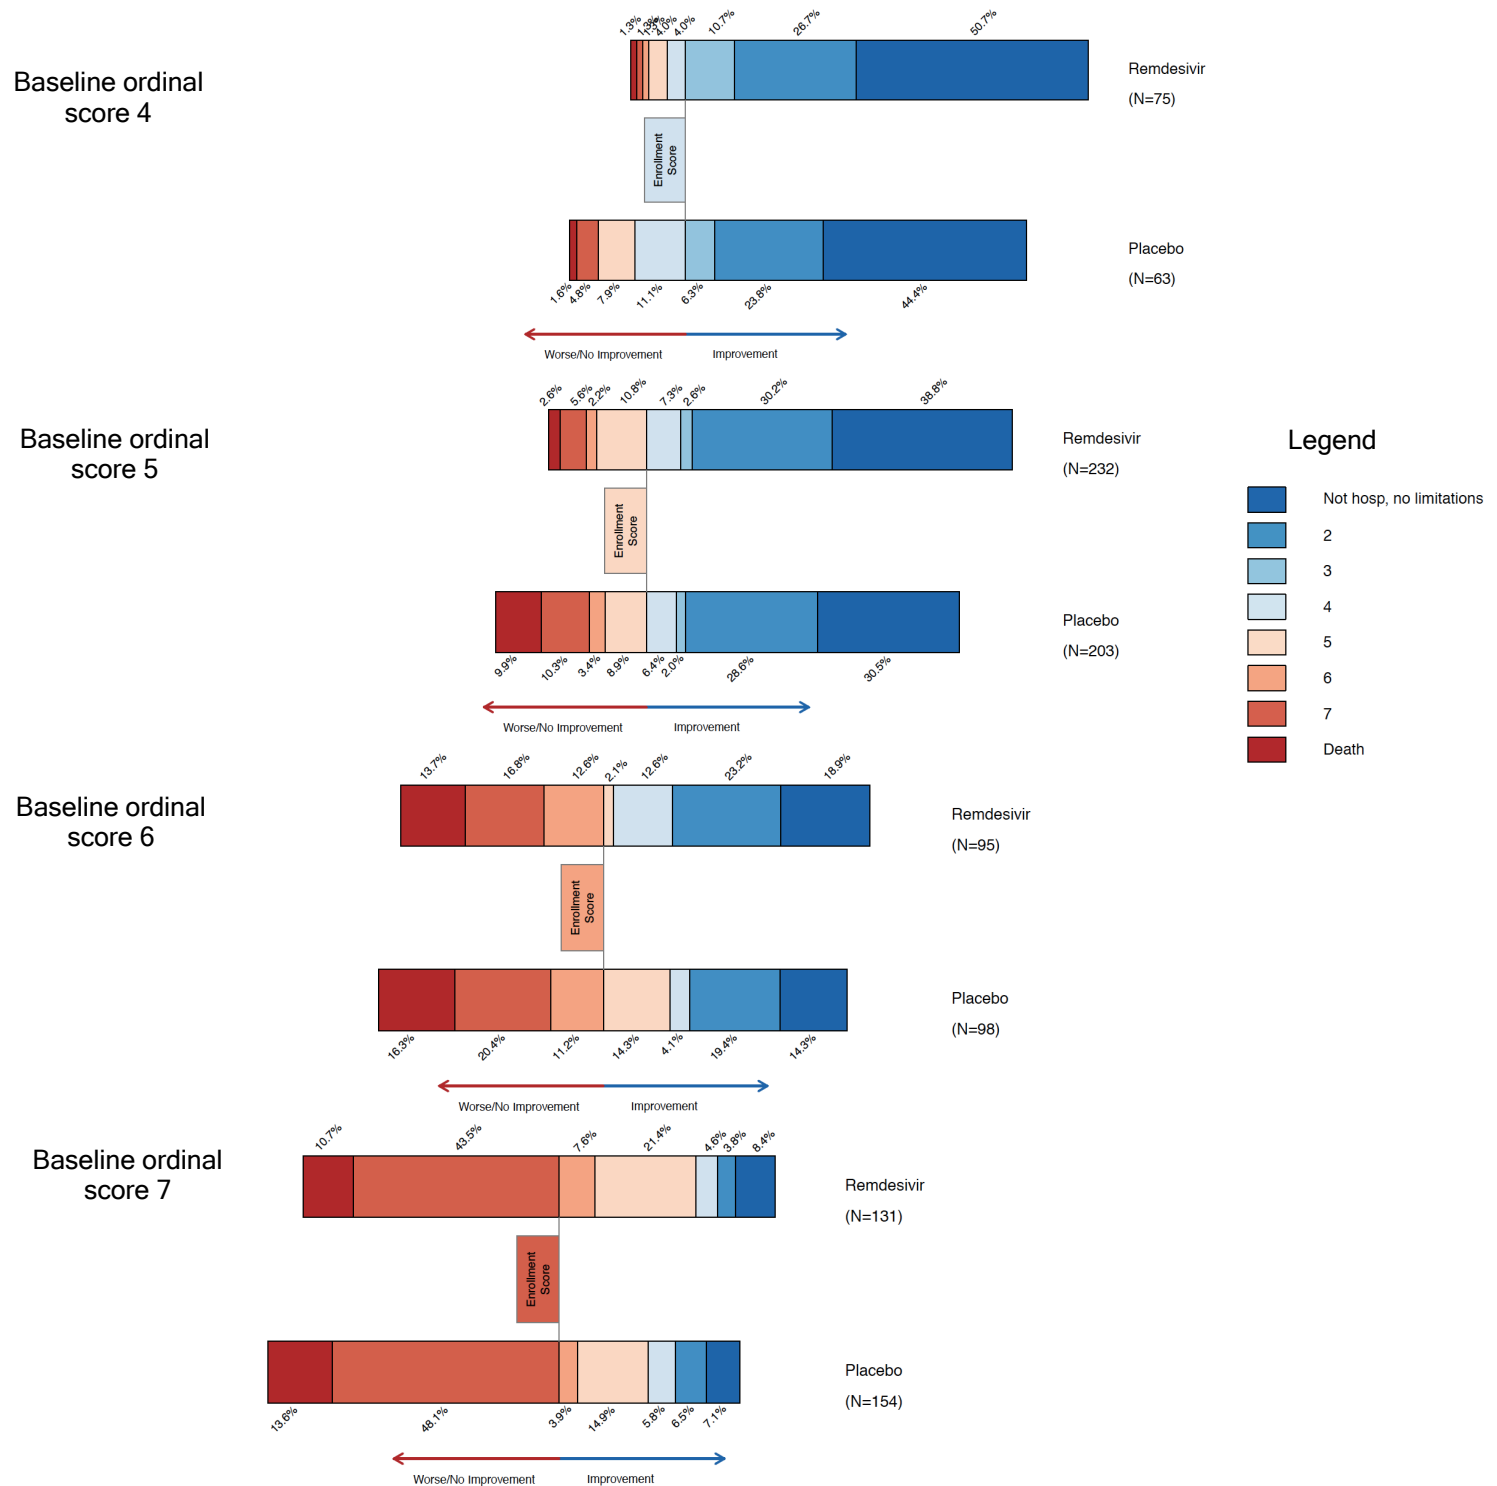 1.3%
1.3%
1.3%
4.0%
4.0%
10.7%
26.7%
50.7%
Baseline ordinal
score 4
Remdesivir
(N=75)
Enrollment
Score
Placebo
(N=63)
1.6%
4.8%
7.9%
11.1%
6.3%
23.8%
44.4%
Worse/No Improvement
Improvement
2.6%
5.6%
2.2%
10.8%
7.3%
2.6%
30.2%
38.8%
Baseline ordinal
score 5
Remdesivir
(N=232)
Enrollment
Score
Placebo
(N=203)
9.9%
10.3%
3.4%
8.9%
6.4%
2.0%
28.6%
30.5%
Worse/No Improvement
Improvement
Legend
Not hosp, no limitations
2
3
4
5
6
7
Death
13.7%
16.8%
12.6%
2.1%
12.6%
23.2%
18.9%
Baseline ordinal
score 6
Remdesivir
(N=95)
Enrollment
Score
Placebo
(N=98)
16.3%
20.4%
11.2%
14.3%
4.1%
19.4%
14.3%
Worse/No Improvement
Improvement
10.7%
43.5%
7.6%
21.4%
4.6%
3.8%
8.4%
Baseline ordinal
score 7
Remdesivir
(N=131)
Enrollment
Score
Placebo
(N=154)
13.6%
48.1%
3.9%
14.9%
5.8%
6.5%
7.1%
Worse/No Improvement
Improvement